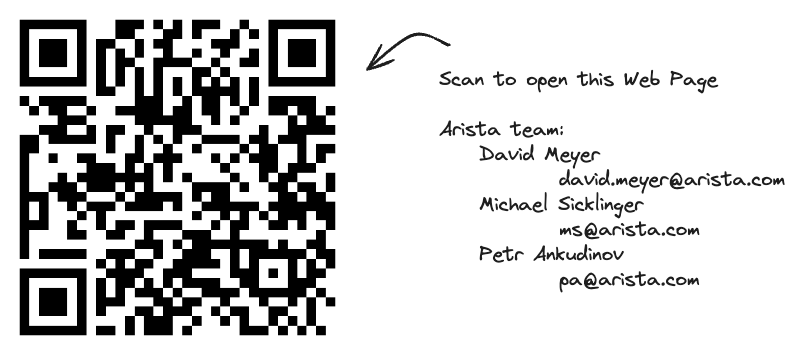 Scan to open this Web Page
Arista team:
David Meyer
david.meyer@arista.com
Michael Sicklinger
ms@arista.com
Petr Ankudinov
pa@arista.com